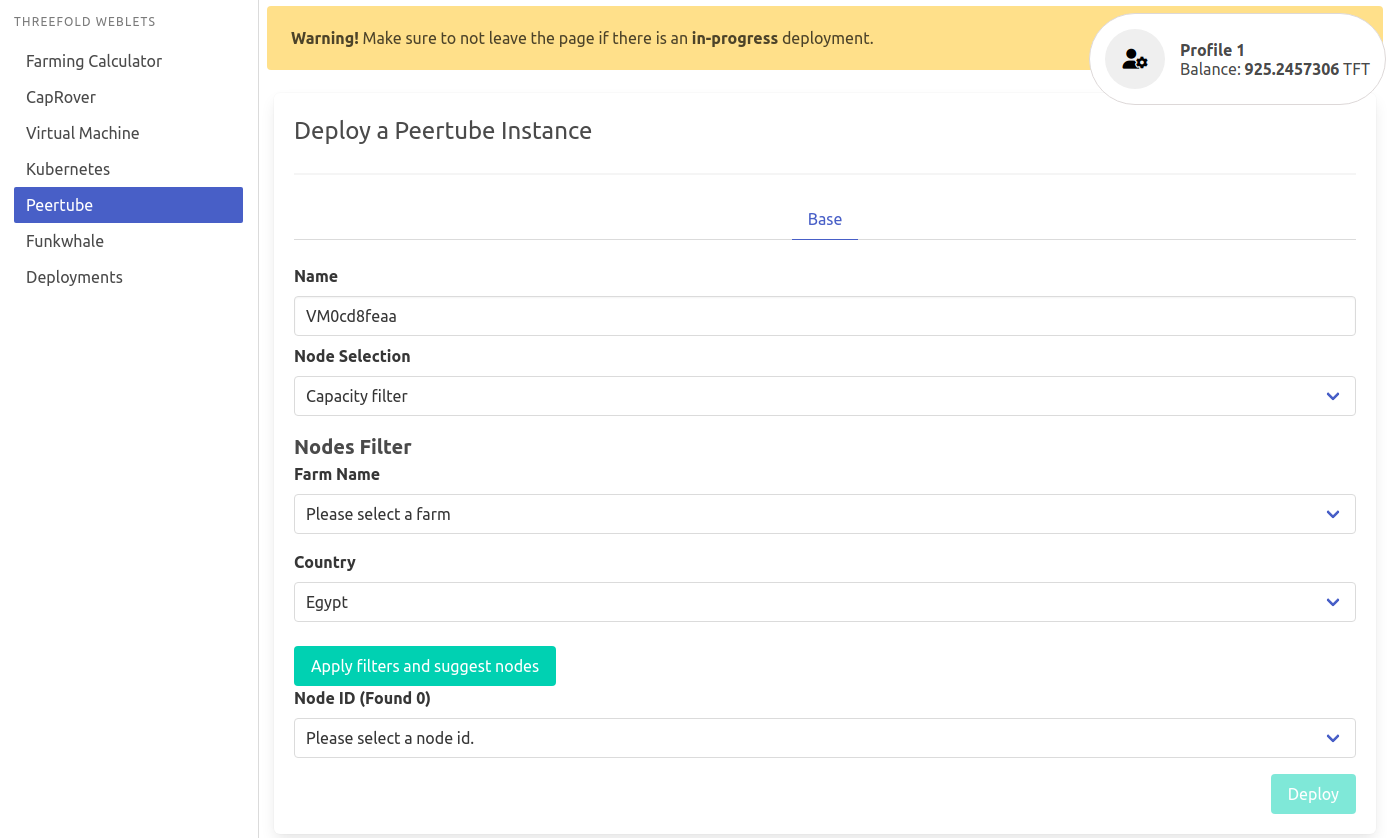 THREEFOLD WEBLETS
Farming Calculator
CapRover
Virtual Machine
Kubernetes
Peertube
Funkwhale
Deployments
Warning! Make sure to not leave the page if there is an in-progress deployment.
Profile 1
Balance: 925.2457306 TFT
Deploy a Peertube Instance
Base
Name
VM0cd8feaa
Node Selection
Capacity filter
Nodes Filter
Farm Name
Please select a farm
Country
Egypt
Apply filters and suggest nodes
Node ID (Found 0)
Please select a node id.
Deploy